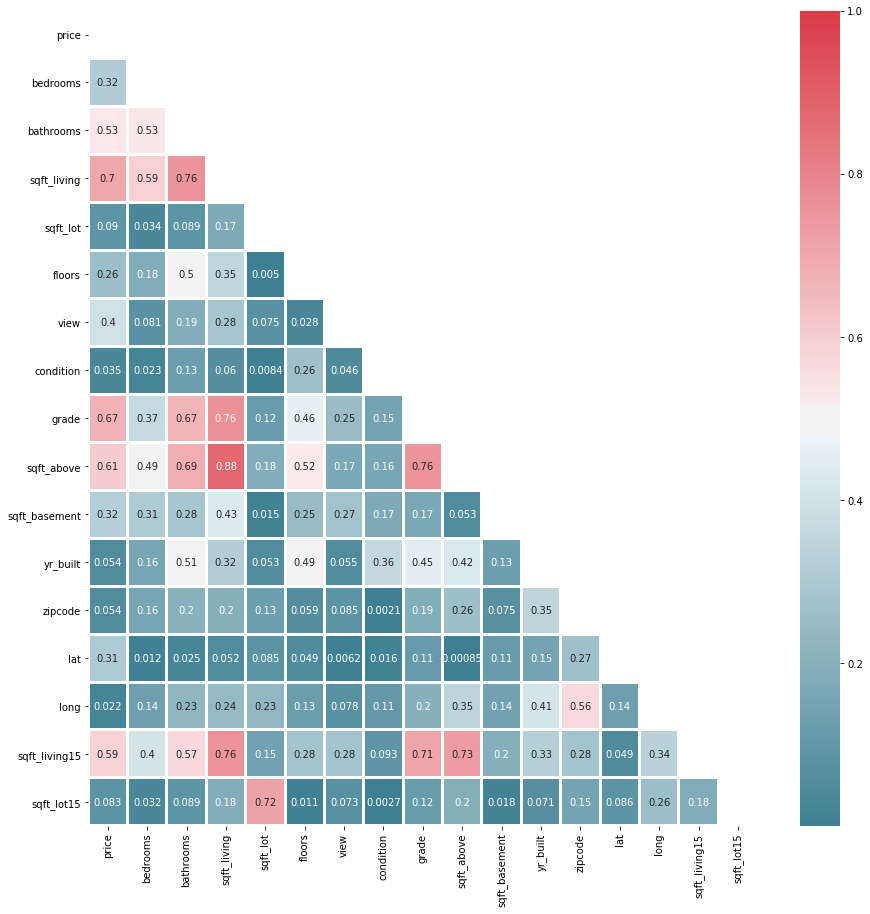 1.0
price
bedrooms 0.32
bathrooms 0.53 0.53
0.8
sqft_living 0.7 0.59 0.76
sqft_lot 0.09 0.034 0.089 0.17
floors 0.26 0.18 0.5 0.35 0.005
view 0.4 0.081 0.19 0.28 0.075 0.028
0.6
condition 0.035 0.023 0.13 0.06 0.0084 0.26 0.046
grade 0.67 0.37 0.67 0.76 0.12 0.46 0.25 0.15
sqft_above 0.61 0.49 0.69 0.88 0.18 0.52 0.17 0.16 0.76
0.4
sqft_basement 0.32 0.31 0.28 0.43 0.015 0.25 0.27 0.17 0.17 0.053
yr_built 0.054 0.16 0.51 0.32 0.053 0.49 0.055 0.36 0.45 0.42 0.13
zipcode 0.054 0.16 0.2 0.2 0.13 0.059 0.085 0.0021 0.19 0.26 0.075 0.35
lat 0.31 0.012 0.025 0.052 0.085 0.049 0.0062 0.016 0.11 0.00085 0.11 0.15 0.27
0.2
long 0.022 0.14 0.23 0.24 0.23 0.13 0.078 0.11 0.2 0.35 0.14 0.41 0.56 0.14
sqft_living15 0.59 0.4 0.57 0.76 0.15 0.28 0.28 0.093 0.71 0.73 0.2 0.33 0.28 0.049 0.34
sqft_lot15 0.083 0.032 0.089 0.18 0.72 0.011 0.073 0.0027 0.12 0.2 0.018 0.071 0.15 0.086 0.26 0.18
price bedrooms bathrooms sqft_living sqft_lot floors view condition grade sqft_above sqft_basement yr_built zipcode lat long sqft_living15 sqft_lot15